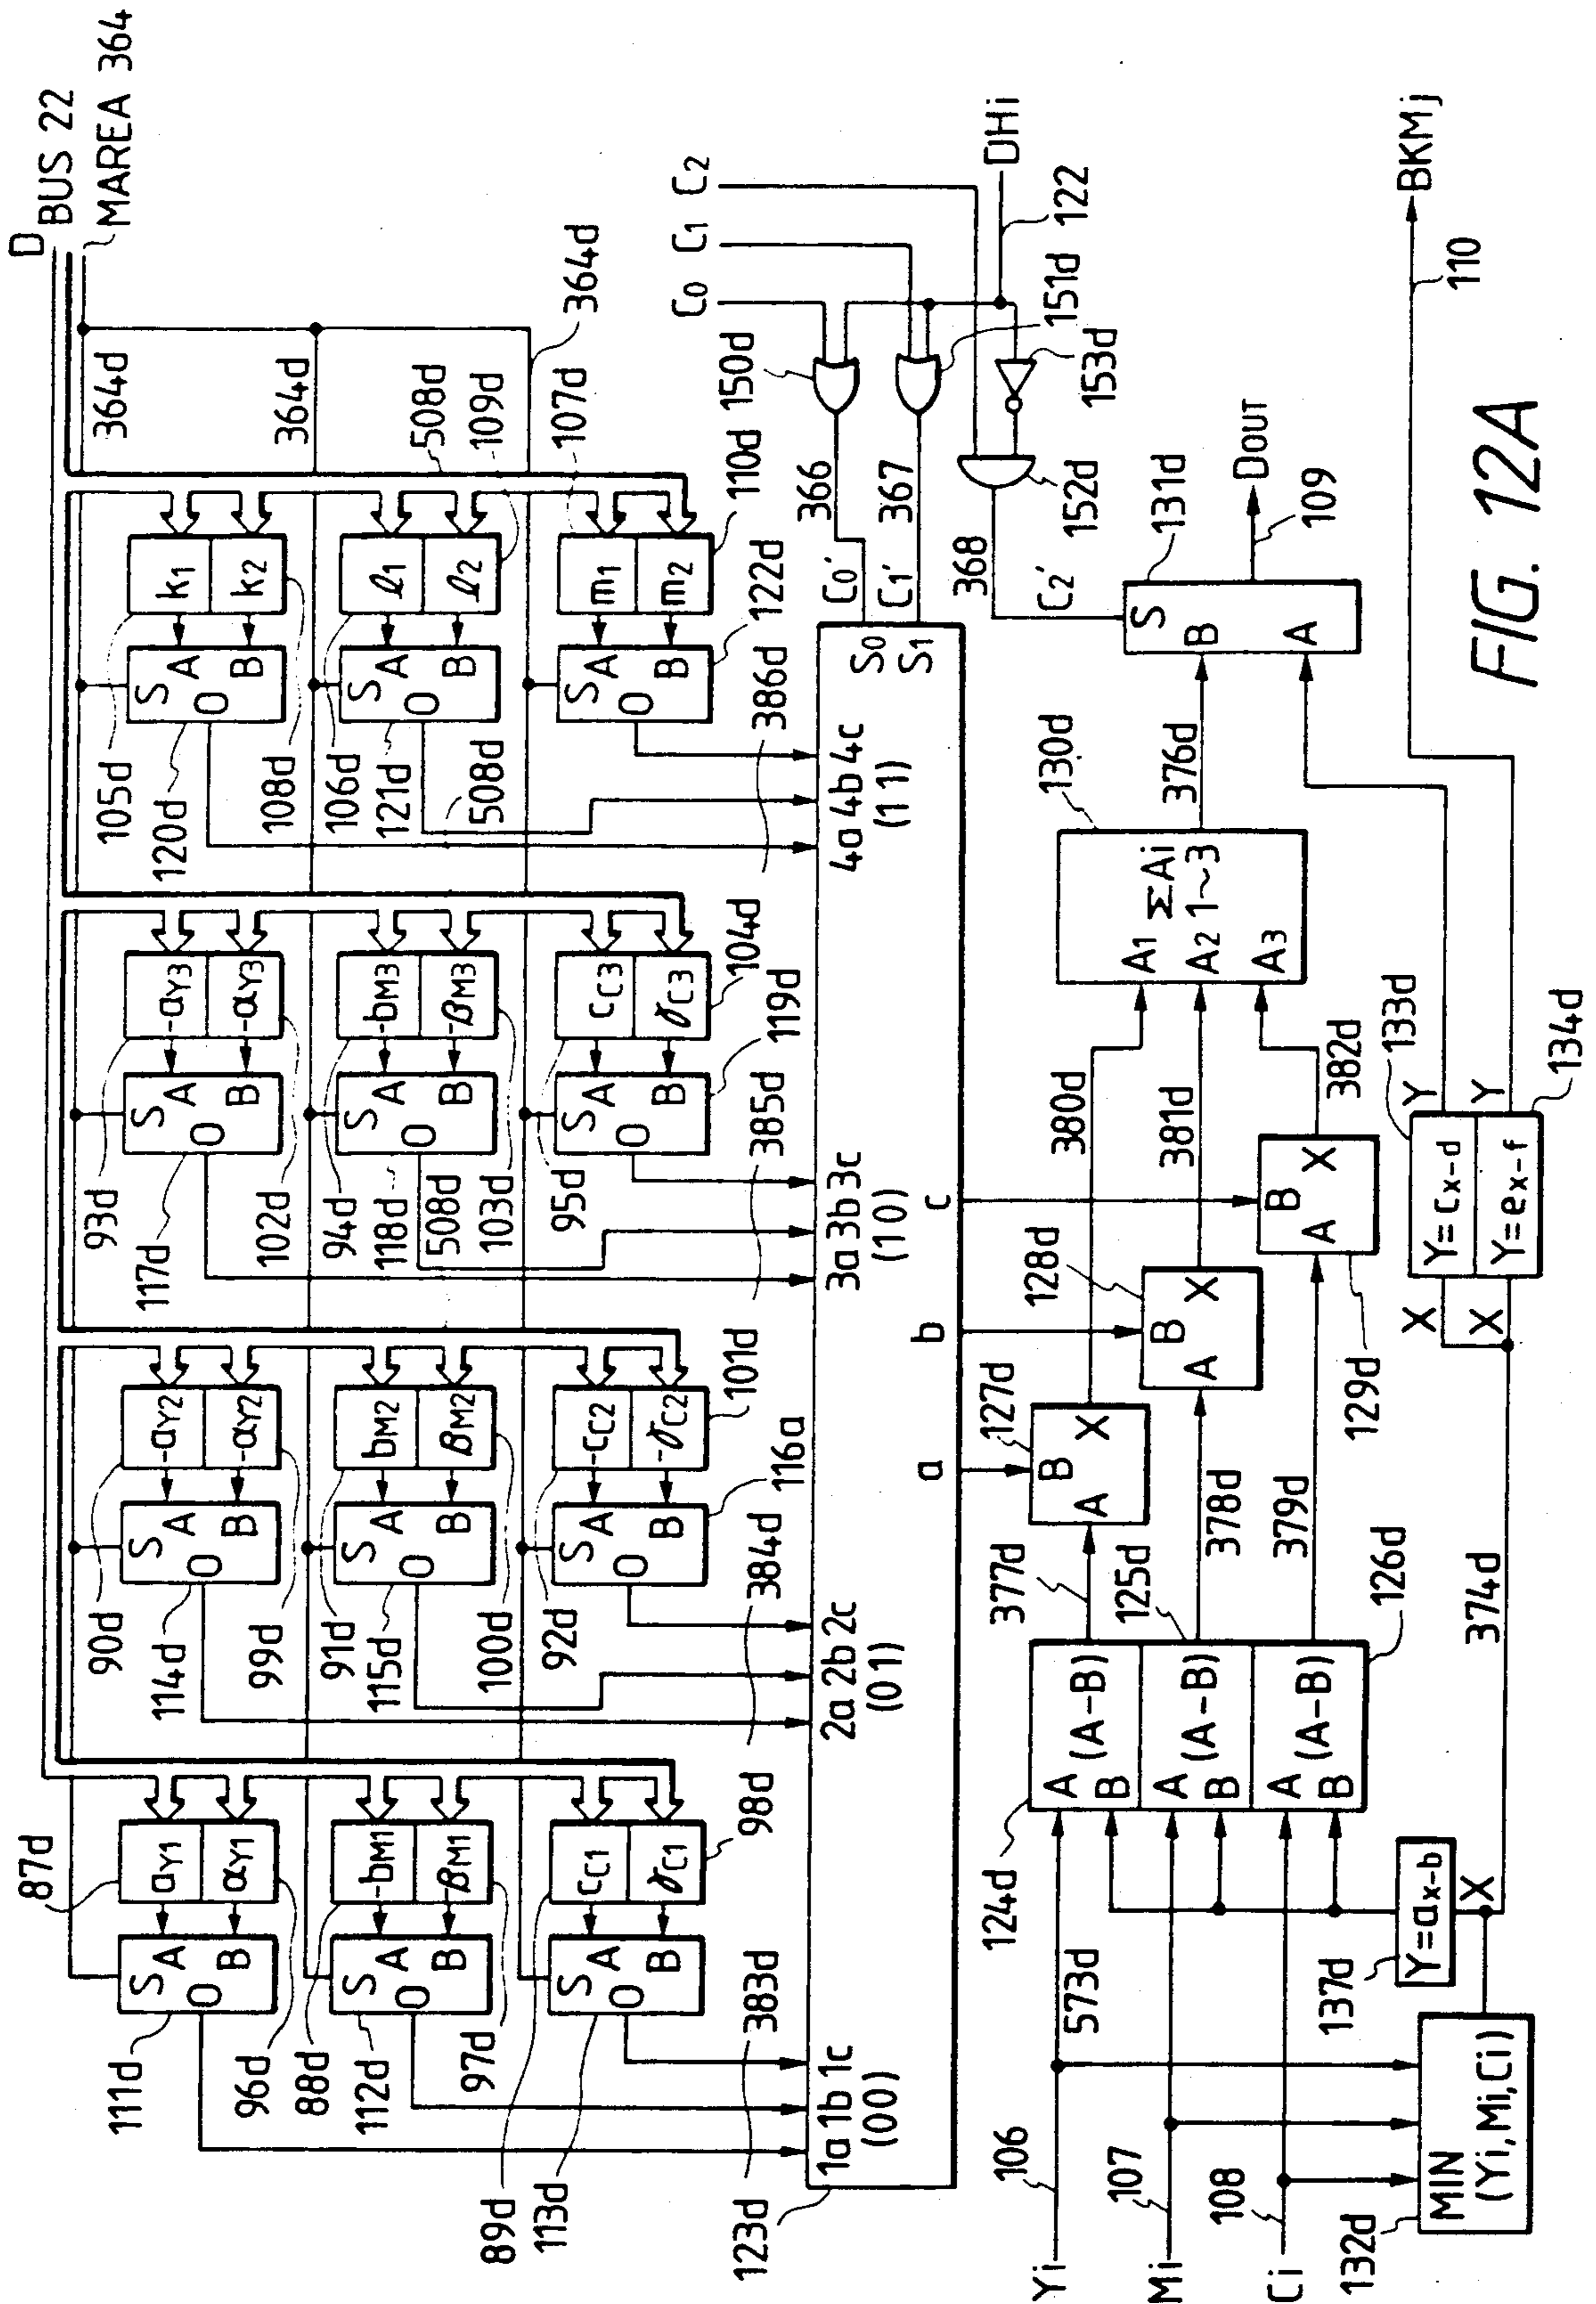 D BUS 22
MAREA 364
364d
364d
364d
87d
aY1
αY1
S
A
B
O
111d
96d
88d
-bM1
βM1
S
A
B
O
112d
97d
89d
CC1
γC1
98d
S
A
B
O
113d
383d
90d
-aY2
-αY2
S
A
B
O
114d
99d
91d
bM2
βM2
S
A
B
O
115d
100d
92d
-CC2
-γC2
101d
S
A
B
O
116a
384d
93d
-aY3
-αY3
S
A
B
O
117d
102d
94d
-bM3
-βM3
S
A
B
O
118d
508d
103d
95d
CC3
γC3
104d
S
A
B
O
119d
385d
105d
k1
k2
S
A
B
O
120d
108d
106d
ℓ1
ℓ2
508d
109d
S
A
B
O
121d
508d
107d
m1
m2
110d
S
A
B
O
122d
386d
1a 1b 1c
(00)
2a 2b 2c
(01)
3a 3b 3c
(10)
4a 4b 4c
(11)
S0
S1
123d
a
b
c
C0
C1
C2
150d
151d
152d
153d
DHi
122
366
367
368
C0'
C1'
C2'
Yi
106
Mi
107
Ci
108
573d
124d
A
B
(A-B)
A
B
(A-B)
A
B
(A-B)
125d
126d
377d
378d
379d
A
B
X
127d
A
B
X
128d
A
B
X
129d
380d
381d
382d
A1
A2
A3
ΣAi
1~3
130d
376d
S
B
A
131d
DOUT
109
132d
MIN
(Yi,Mi,Ci)
137d
Y=ax-b
X
374d
X
X
Y=cx-d
Y=ex-f
Y
Y
133d
134d
110
BKMj
FIG. 12A